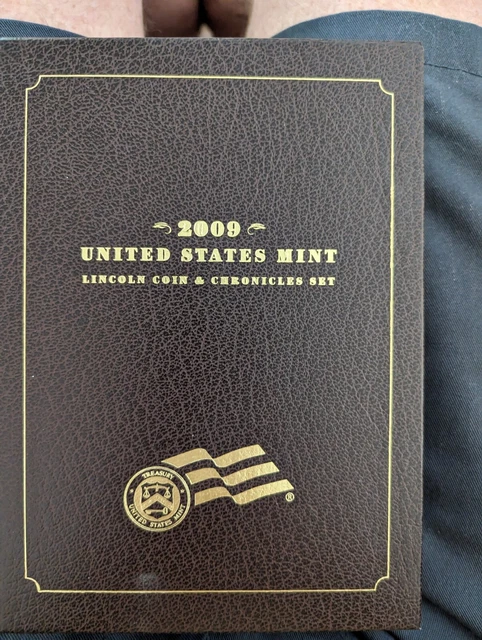 2009
UNITED STATES MINT
LINCOLN COIN & CHRONICLES SET
TREASURY
UNITED STATES MINT
®